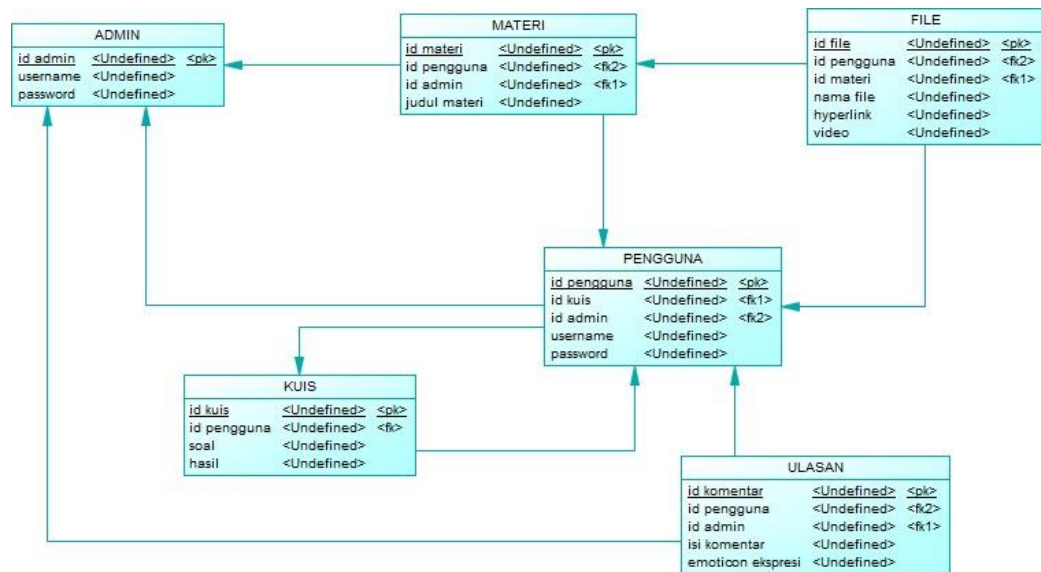 ADMIN
id admin <Undefined> <pk>
username <Undefined>
password <Undefined>
MATERI
id materi <Undefined> <pk>
id pengguna <Undefined> <fk2>
id admin <Undefined> <fk1>
judul materi <Undefined>
FILE
id file <Undefined> <pk>
id pengguna <Undefined> <fk2>
id materi <Undefined> <fk1>
nama file <Undefined>
hyperlink <Undefined>
video <Undefined>
PENGGUNA
id pengguna <Undefined> <pk>
id kuis <Undefined> <fk1>
id admin <Undefined> <fk2>
username <Undefined>
password <Undefined>
KUIS
id kuis <Undefined> <pk>
id pengguna <Undefined> <fk>
soal <Undefined>
hasil <Undefined>
ULASAN
id komentar <Undefined> <pk>
id pengguna <Undefined> <fk2>
id admin <Undefined> <fk1>
isi komentar <Undefined>
emoticon ekspresi <Undefined>